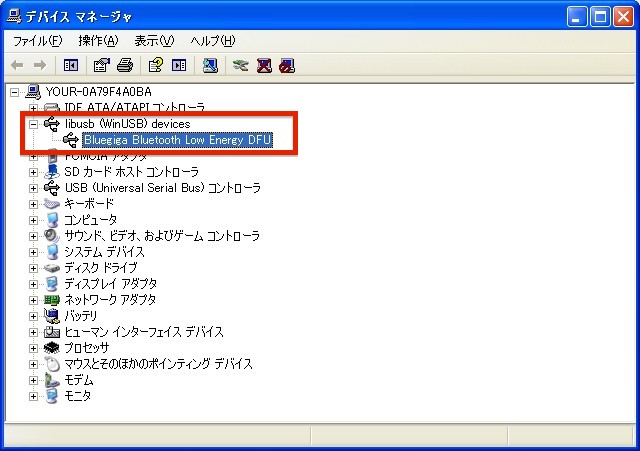 デバイス マネージャ
ファイル(F) 操作(A) 表示(V) ヘルプ(H)
YOUR-0A79F4A0BA
IDE ATA/ATAPI コントローラ
libusb (WinUSB) devices
Bluegiga Bluetooth Low Energy DFU
PCMCIA アダプタ
SD カード ホスト コントローラ
USB (Universal Serial Bus) コントローラ
キーボード
コンピュータ
サウンド、ビデオ、およびゲーム コントローラ
システム デバイス
ディスク ドライブ
ディスプレイ アダプタ
ネットワーク アダプタ
バッテリ
ヒューマン インターフェイス デバイス
プロセッサ
マウスとそのほかのポインティング デバイス
モデム
モニタ